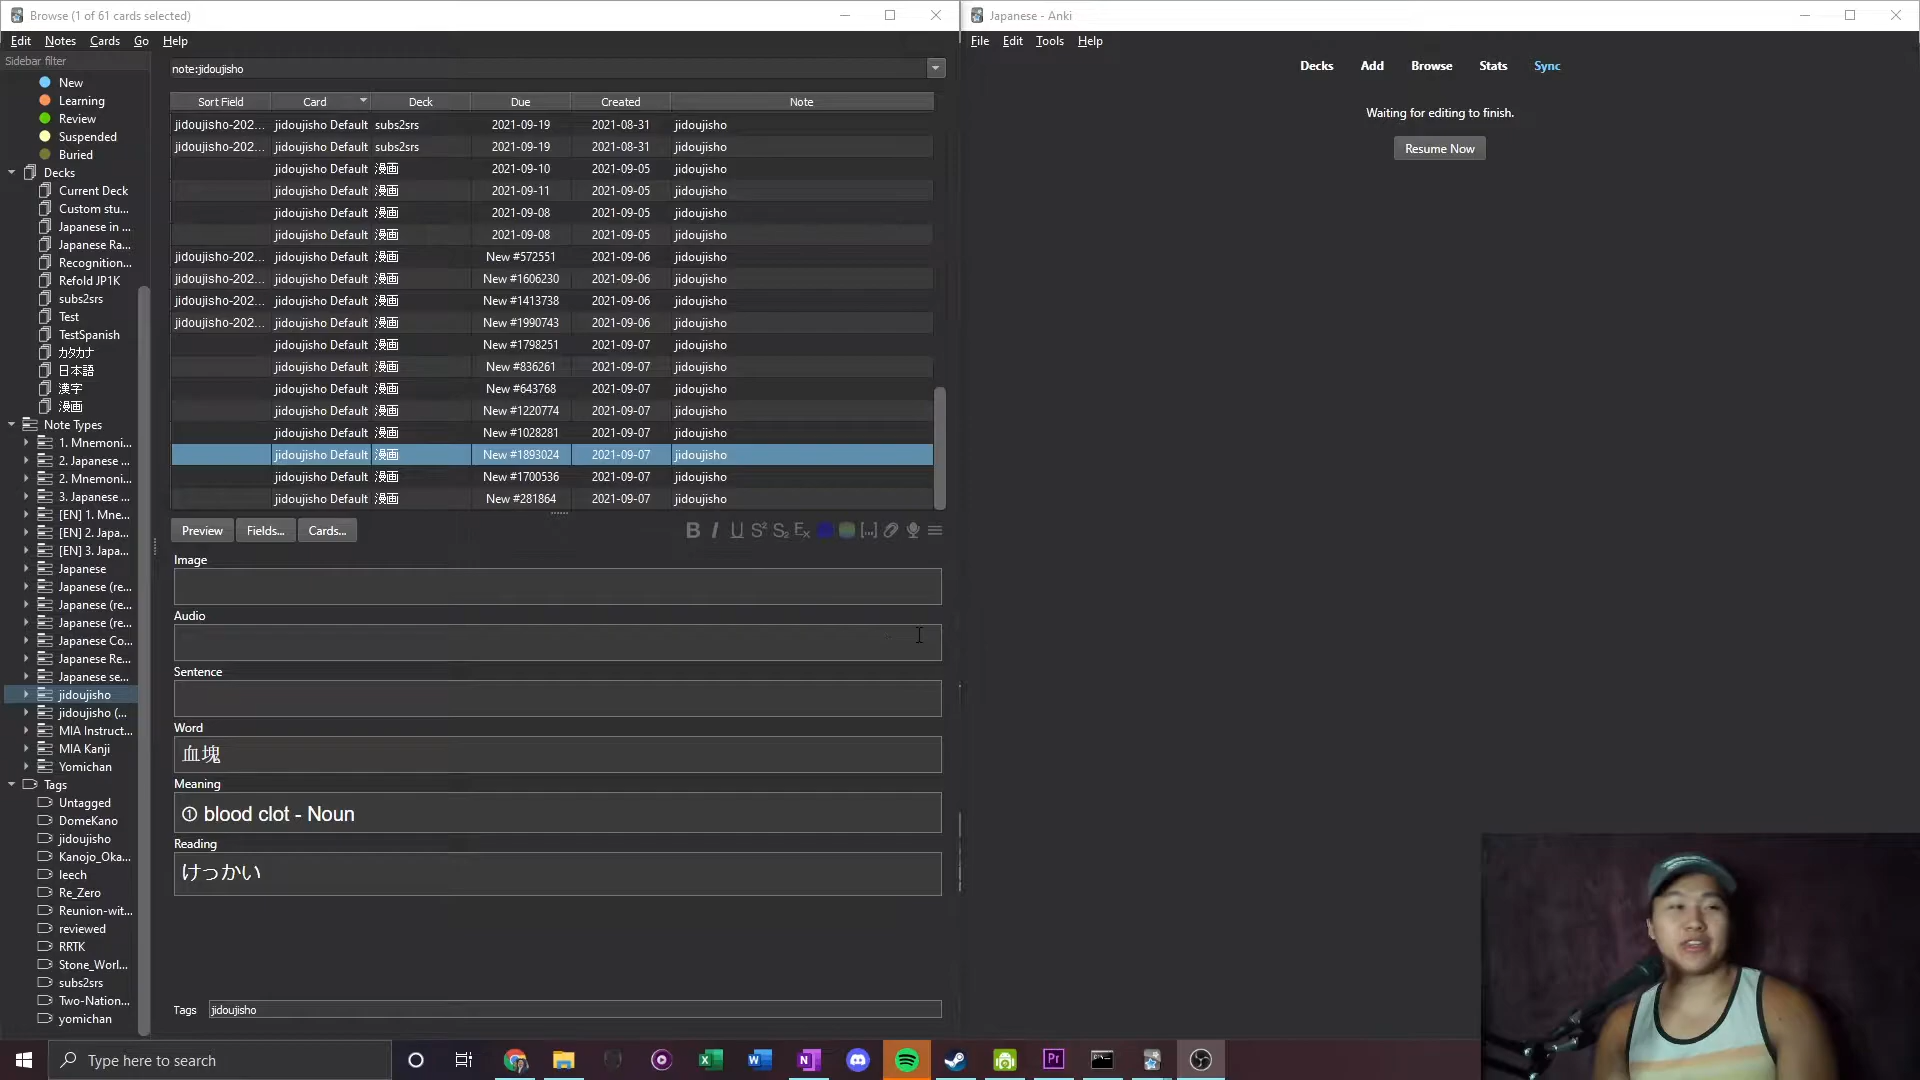 Browse (1 of 61 cards selected)
Edit Notes Cards Go Help
Sidebar filter
New
Learning
Review
Suspended
Buried
Decks
Current Deck
Custom stu...
Japanese in ...
Japanese Ra...
Recognition...
Refold JP1K
subs2srs
Test
TestSpanish
カタカナ
日本語
漢字
漫画
Note Types
1. Mnemoni...
2. Japanese ...
2. Mnemoni...
3. Japanese ...
[EN] 1. Mne...
[EN] 2. Japa...
[EN] 3. Japa...
Japanese
Japanese (re...
Japanese (re...
Japanese (re...
Japanese Co...
Japanese Re...
Japanese se...
jidoujisho
jidoujisho (...
MIA Instruct...
MIA Kanji
Yomichan
Tags
Untagged
DomeKano
jidoujisho
Kanojo_Oka...
leech
Re_Zero
Reunion-wit...
reviewed
RRTK
Stone_Worl...
subs2srs
Two-Nation...
yomichan
note:jidoujisho
Sort Field Card Deck Due Created Note
jidoujisho-202... jidoujisho Default subs2srs 2021-09-19 2021-08-31 jidoujisho
jidoujisho-202... jidoujisho Default subs2srs 2021-09-19 2021-08-31 jidoujisho
jidoujisho Default 漫画 2021-09-10 2021-09-05 jidoujisho
jidoujisho Default 漫画 2021-09-11 2021-09-05 jidoujisho
jidoujisho Default 漫画 2021-09-08 2021-09-05 jidoujisho
jidoujisho Default 漫画 2021-09-08 2021-09-05 jidoujisho
jidoujisho-202... jidoujisho Default 漫画 New #572551 2021-09-06 jidoujisho
jidoujisho-202... jidoujisho Default 漫画 New #1606230 2021-09-06 jidoujisho
jidoujisho-202... jidoujisho Default 漫画 New #1413738 2021-09-06 jidoujisho
jidoujisho-202... jidoujisho Default 漫画 New #1990743 2021-09-06 jidoujisho
jidoujisho Default 漫画 New #1798251 2021-09-07 jidoujisho
jidoujisho Default 漫画 New #836261 2021-09-07 jidoujisho
jidoujisho Default 漫画 New #643768 2021-09-07 jidoujisho
jidoujisho Default 漫画 New #1220774 2021-09-07 jidoujisho
jidoujisho Default 漫画 New #1028281 2021-09-07 jidoujisho
jidoujisho Default 漫画 New #1893024 2021-09-07 jidoujisho
jidoujisho Default 漫画 New #1700536 2021-09-07 jidoujisho
jidoujisho Default 漫画 New #281864 2021-09-07 jidoujisho
Preview Fields... Cards... B I U S² S₂ Ex [...]
Image
Audio
Sentence
Word
血塊
Meaning
① blood clot - Noun
Reading
けっかい
Tags jidoujisho
Japanese - Anki
File Edit Tools Help
Decks Add Browse Stats Sync
Waiting for editing to finish.
Resume Now
Type here to search